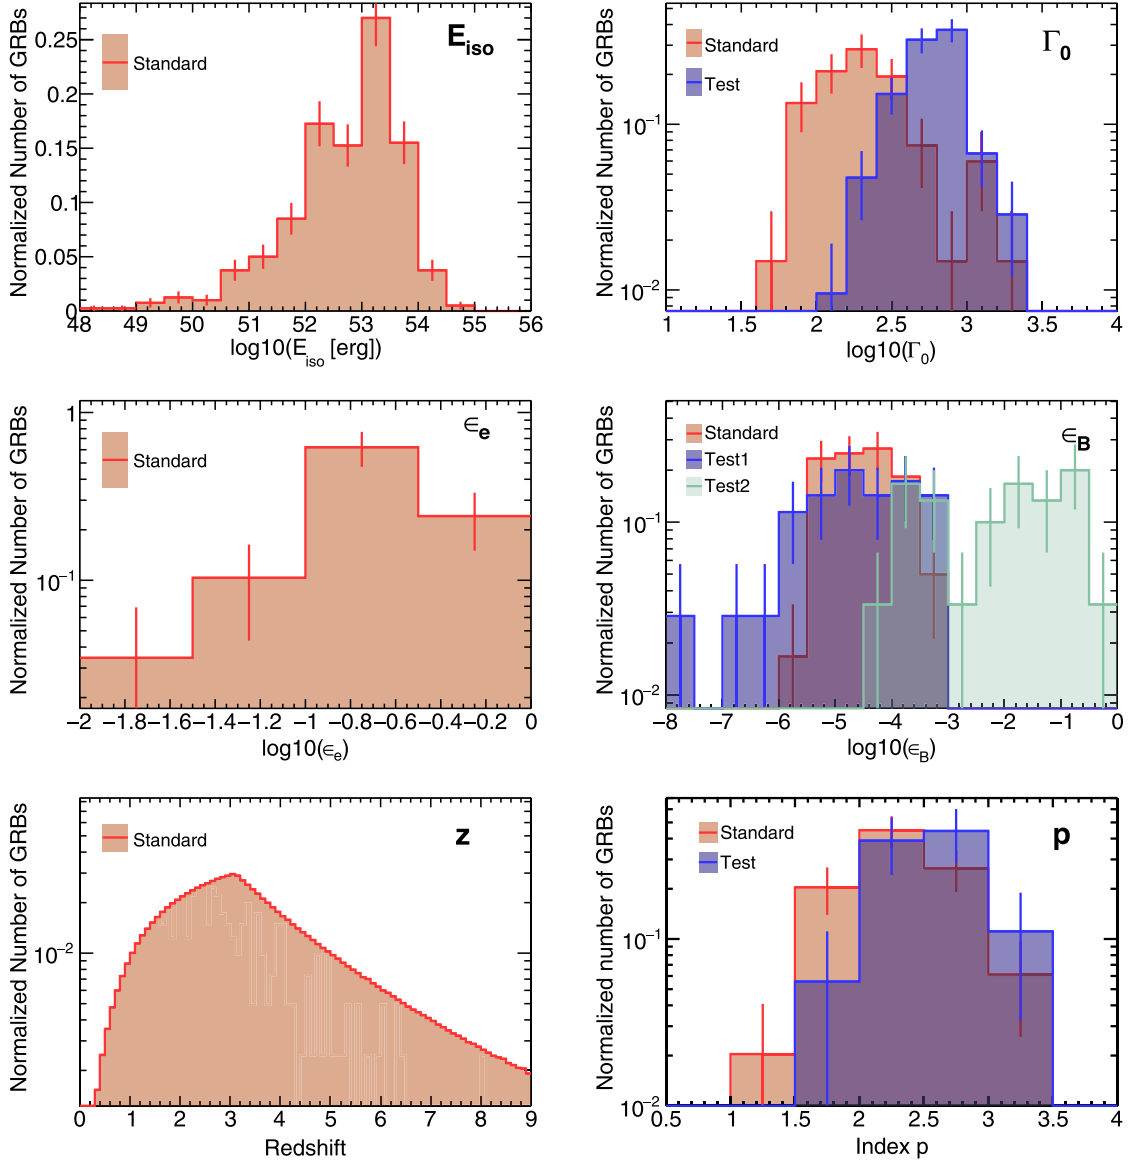 Normalized Number of GRBs
E_iso
Standard
0.25
0.2
0.15
0.1
0.05
0
48 49 50 51 52 53 54 55 56
log10(E_iso [erg])
Normalized Number of GRBs
Γ_0
Standard
Test
10⁻¹
10⁻²
1 1.5 2 2.5 3 3.5 4
log10(Γ_0)
Normalized Number of GRBs
∈_e
Standard
1
10⁻¹
−2 −1.8 −1.6 −1.4 −1.2 −1 −0.8 −0.6 −0.4 −0.2 0
log10(∈_e)
Normalized Number of GRBs
∈_B
Standard
Test1
Test2
10⁻¹
10⁻²
−8 −7 −6 −5 −4 −3 −2 −1 0
log10(∈_B)
Normalized Number of GRBs
z
Standard
10⁻²
0 1 2 3 4 5 6 7 8 9
Redshift
Normalized number of GRBs
p
Standard
Test
10⁻¹
10⁻²
0.5 1 1.5 2 2.5 3 3.5 4
Index p